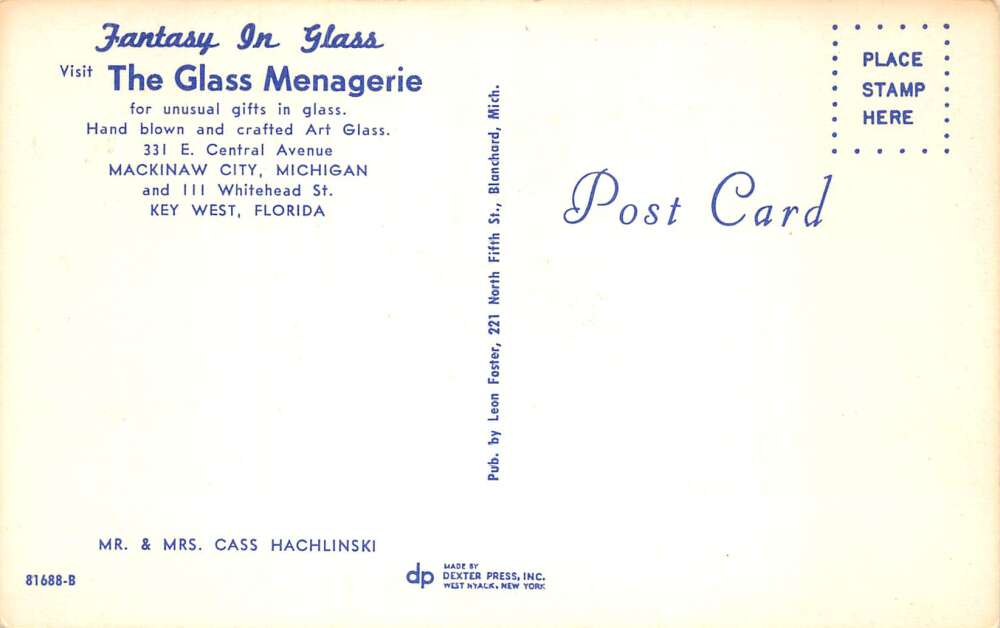 Fantasy In Glass
Visit The Glass Menagerie
for unusual gifts in glass.
Hand blown and crafted Art Glass.
331 E. Central Avenue
MACKINAW CITY, MICHIGAN
and 111 Whitehead St.
KEY WEST, FLORIDA
MR. & MRS. CASS HACHLINSKI
81688-B
Pub. by Leon Foster, 221 North Fifth St., Blanchard, Mich.
dp
MADE BY
DEXTER PRESS, INC.
WEST NYACK, NEW YORK
PLACE
STAMP
HERE
Post Card